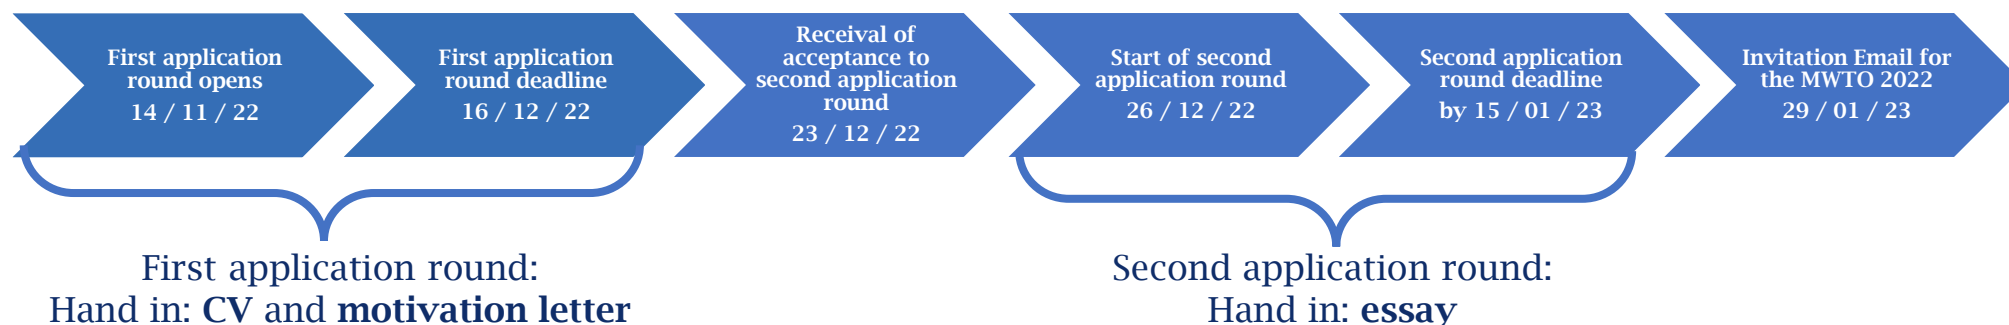 First application
round opens
14 / 11 / 22
First application
round deadline
16 / 12 / 22
Receival of
acceptance to
second application
round
23 / 12 / 22
Start of second
application round
26 / 12 / 22
Second application
round deadline
by 15 / 01 / 23
Invitation Email for
the MWTO 2022
29 / 01 / 23
First application round:
Hand in: CV and motivation letter
Second application round:
Hand in: essay